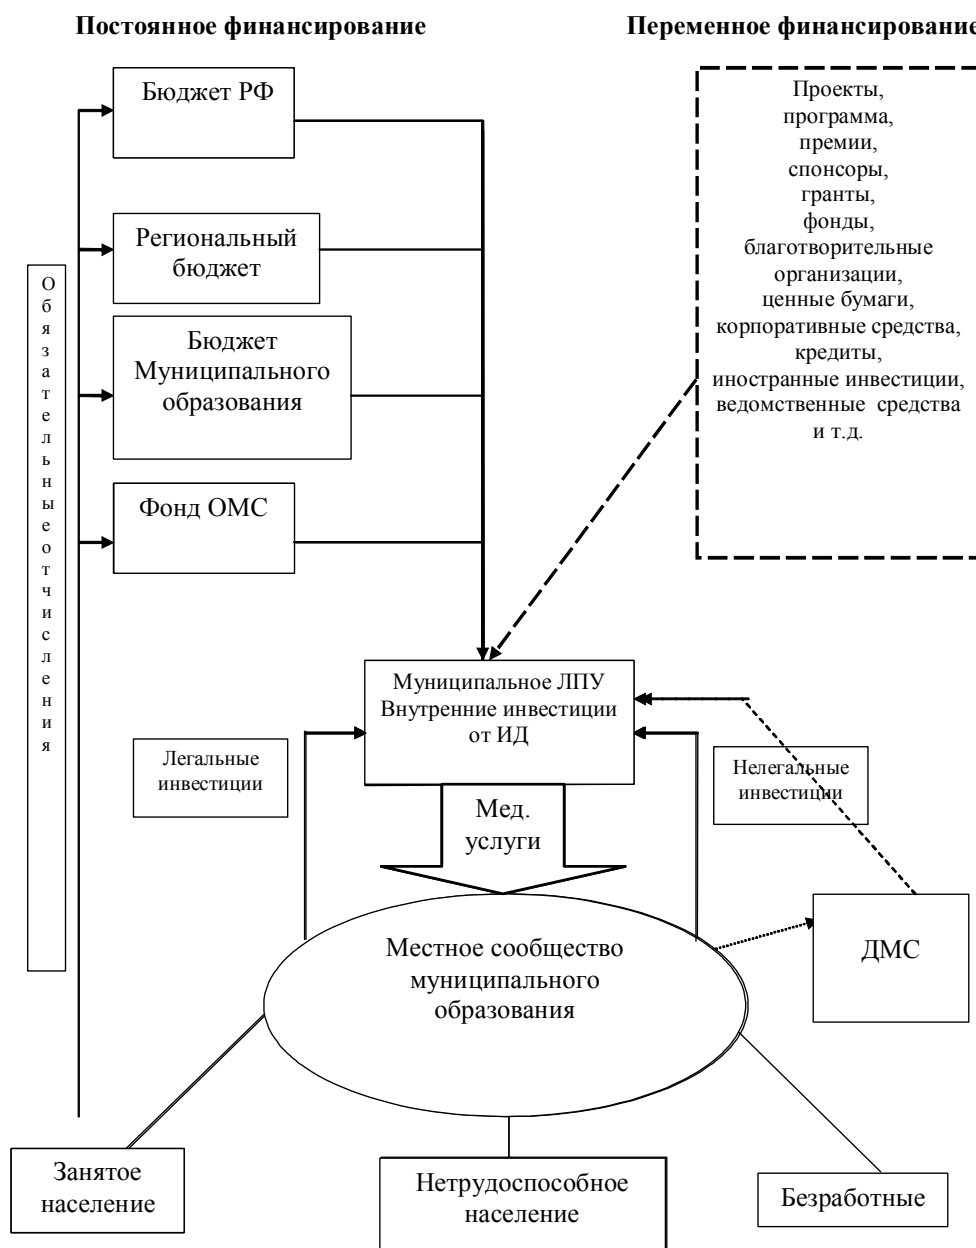 Постоянное финансирование
Переменное финансирование
Бюджет РФ
Региональный
бюджет
Бюджет
Муниципального
образования
Фонд ОМС
Обязательные отчисления
Проекты,
программа,
премии,
спонсоры,
гранты,
фонды,
благотворительные
организации,
ценные бумаги,
корпоративные средства,
кредиты,
иностранные инвестиции,
ведомственные средства
и т.д.
Муниципальное ЛПУ
Внутренние инвестиции
от ИД
Легальные
инвестиции
Нелегальные
инвестиции
Мед.
услуги
Местное сообщество
муниципального
образования
ДМС
Занятое
население
Нетрудоспособное
население
Безработные